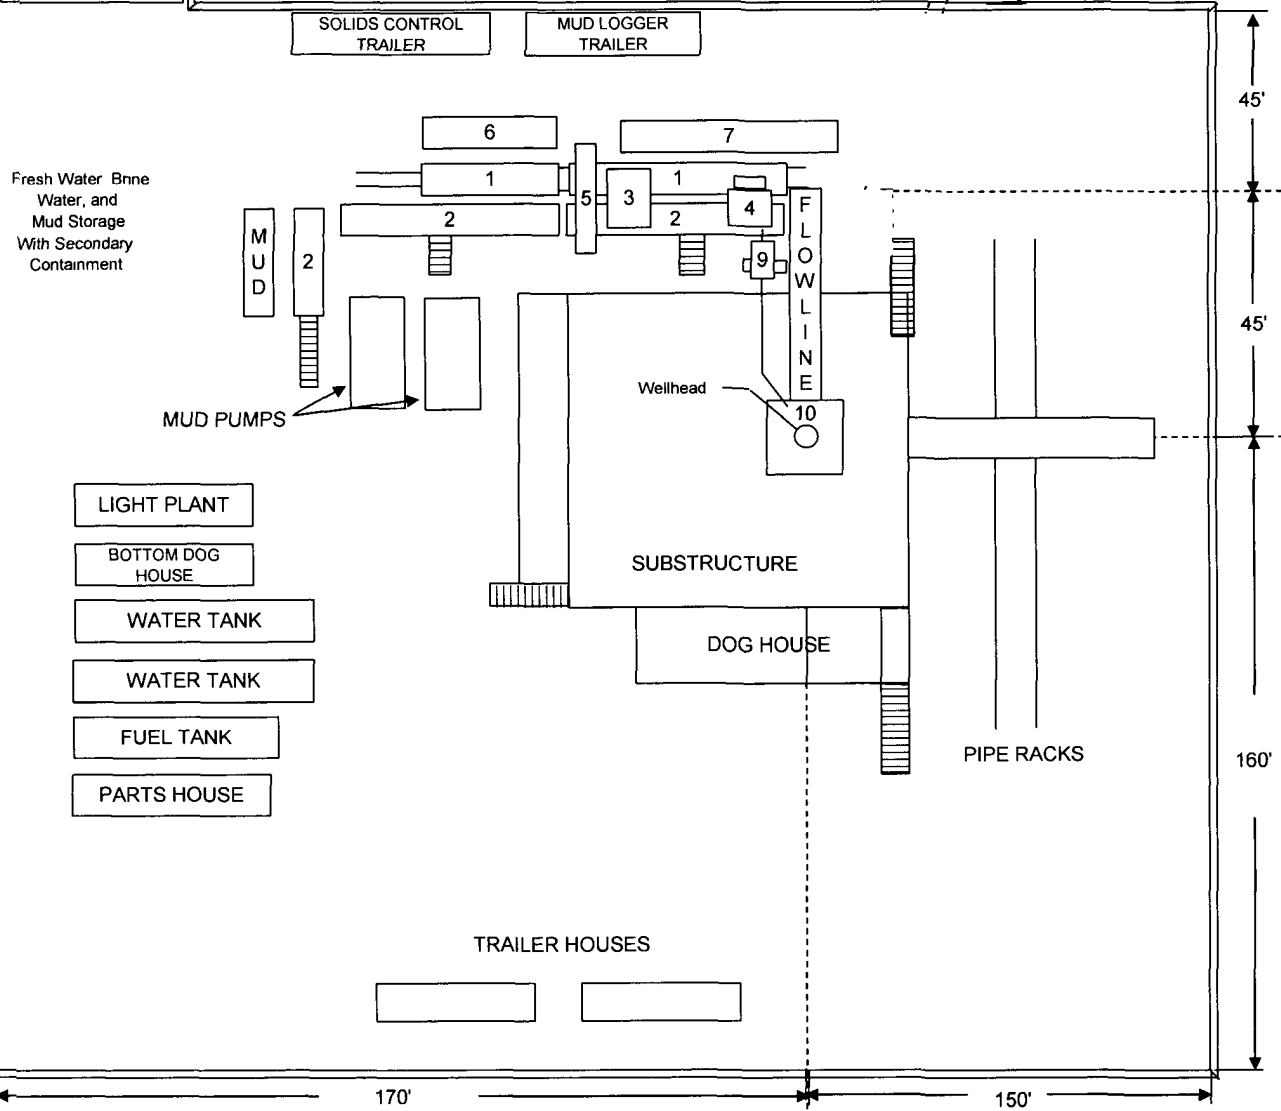 SOLIDS CONTROL
TRAILER
MUD LOGGER
TRAILER
45'
6
7
Fresh Water Brine
Water, and
Mud Storage
With Secondary
Containment
1
1
5
3
4
2
2
MUD
2
9
FLOWLINE
45'
Wellhead
10
MUD PUMPS
LIGHT PLANT
BOTTOM DOG
HOUSE
WATER TANK
WATER TANK
FUEL TANK
PARTS HOUSE
SUBSTRUCTURE
DOG HOUSE
PIPE RACKS
160'
TRAILER HOUSES
170'
150'